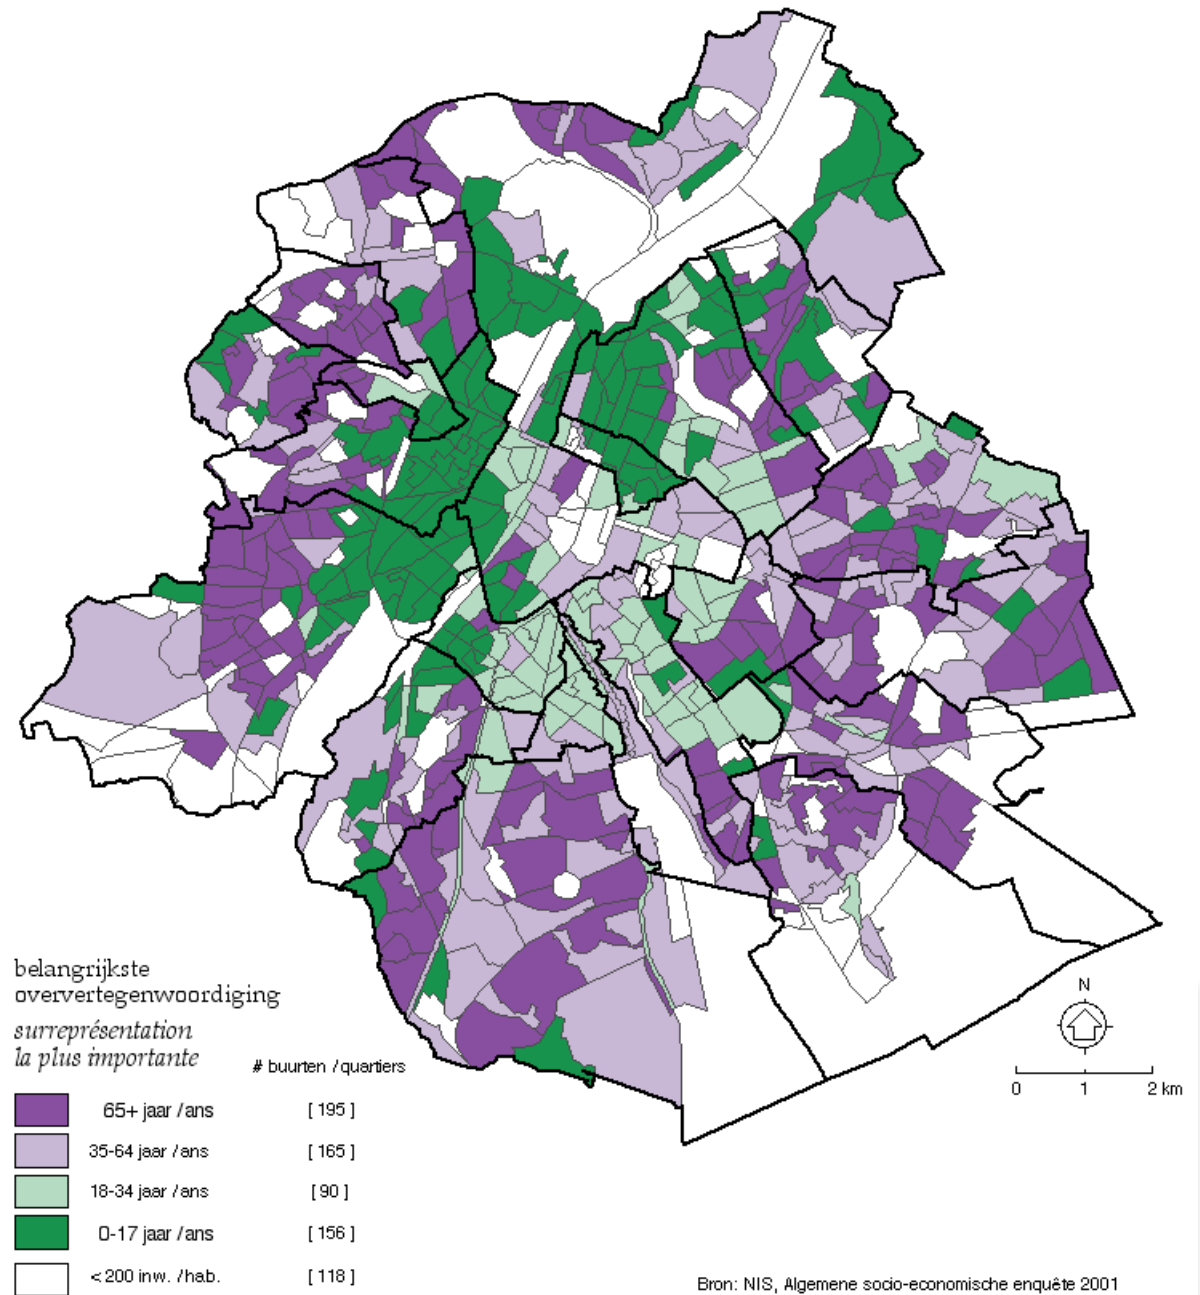 belangrijkste
oververtegenwoordiging
surreprésentation
la plus importante
# buurten / quartiers
65+ jaar / ans [ 195 ]
35-64 jaar / ans [ 165 ]
18-34 jaar / ans [ 90 ]
0-17 jaar / ans [ 156 ]
< 200 inw. / hab. [ 118 ]
N
0 1 2 km
Bron: NIS, Algemene socio-economische enquête 2001